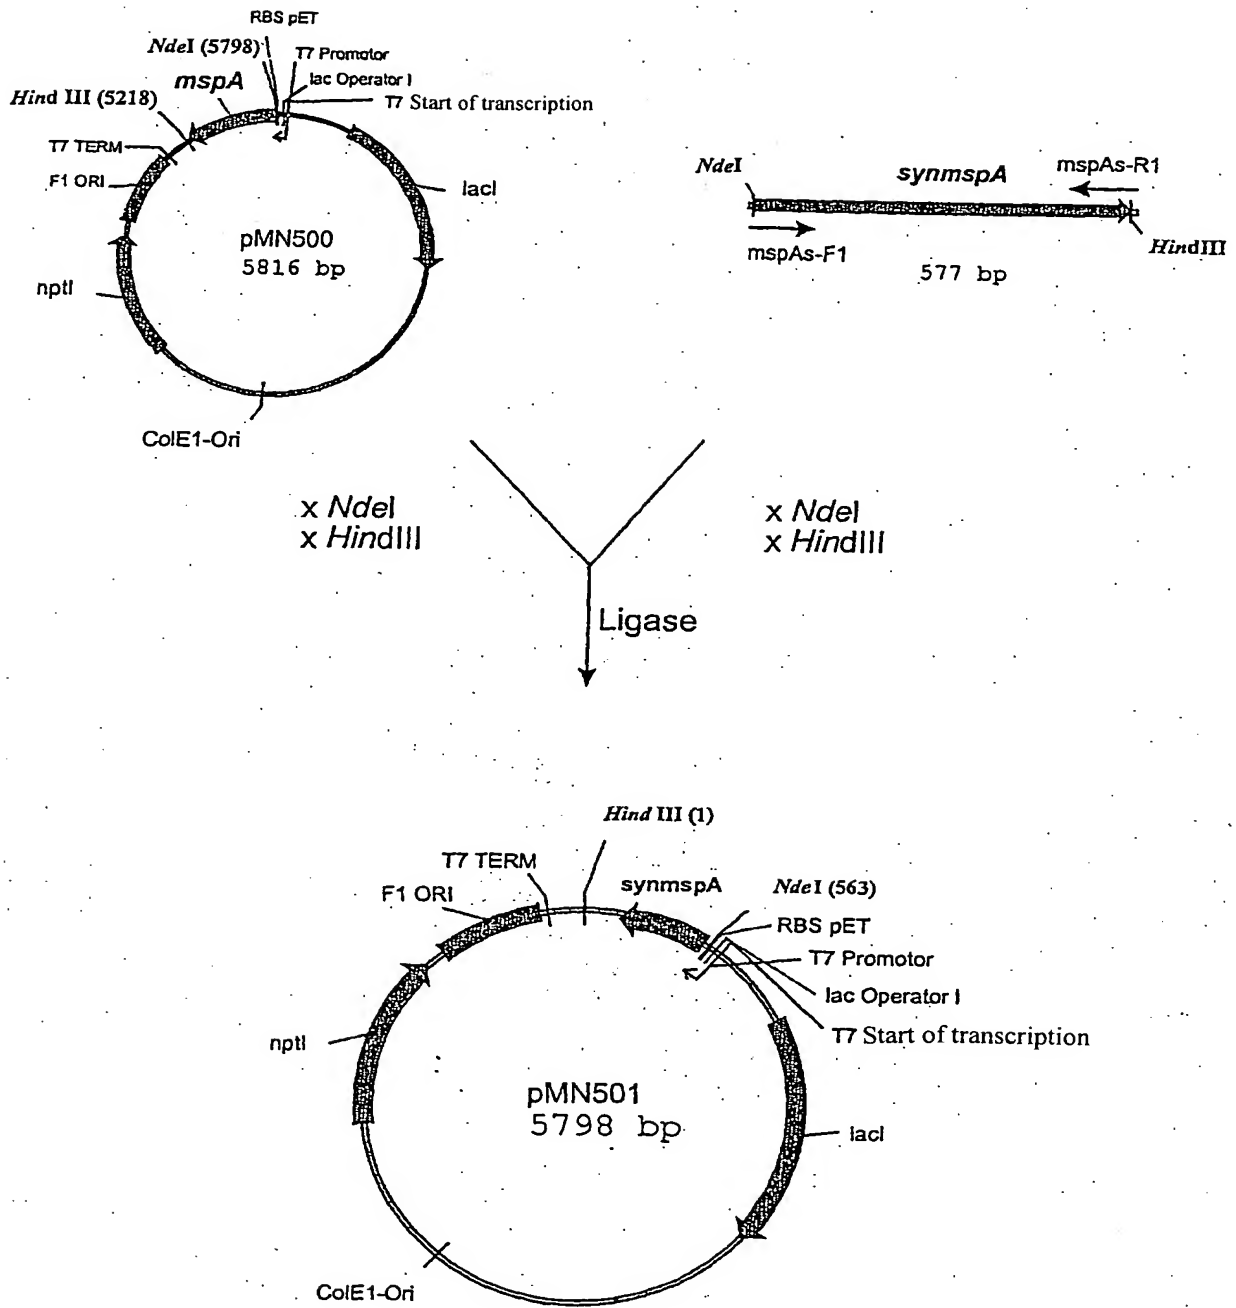 RBS pET
NdeI (5798)
T7 Promotor
mspA
lac Operator I
Hind III (5218)
T7 Start of transcription
T7 TERM
F1 ORI
lacI
pMN500
5816 bp
nptI
ColE1-Ori
NdeI
synmspA
mspAs-R1
mspAs-F1
HindIII
577 bp
x NdeI
x HindIII
x NdeI
x HindIII
Ligase
Hind III (1)
T7 TERM
synmspA
NdeI (563)
F1 ORI
RBS pET
T7 Promotor
lac Operator I
T7 Start of transcription
nptI
pMN501
5798 bp
lacI
ColE1-Ori